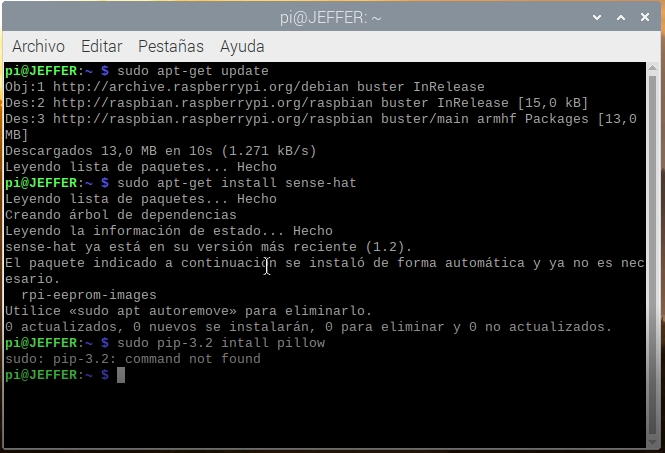 pi@JEFFER: ~
Archivo Editar Pestañas Ayuda
pi@JEFFER:~ $ sudo apt-get update
Obj:1 http://archive.raspberrypi.org/debian buster InRelease
Des:2 http://raspbian.raspberrypi.org/raspbian buster InRelease [15,0 kB]
Des:3 http://raspbian.raspberrypi.org/raspbian buster/main armhf Packages [13,0
MB]
Descargados 13,0 MB en 10s (1.271 kB/s)
Leyendo lista de paquetes... Hecho
pi@JEFFER:~ $ sudo apt-get install sense-hat
Leyendo lista de paquetes... Hecho
Creando árbol de dependencias
Leyendo la información de estado... Hecho
sense-hat ya está en su versión más reciente (1.2).
El paquete indicado a continuación se instaló de forma automática y ya no es nec
esario.
rpi-eeprom-images
Utilice «sudo apt autoremove» para eliminarlo.
0 actualizados, 0 nuevos se instalarán, 0 para eliminar y 0 no actualizados.
pi@JEFFER:~ $ sudo pip-3.2 intall pillow
sudo: pip-3.2: command not found
pi@JEFFER:~ $